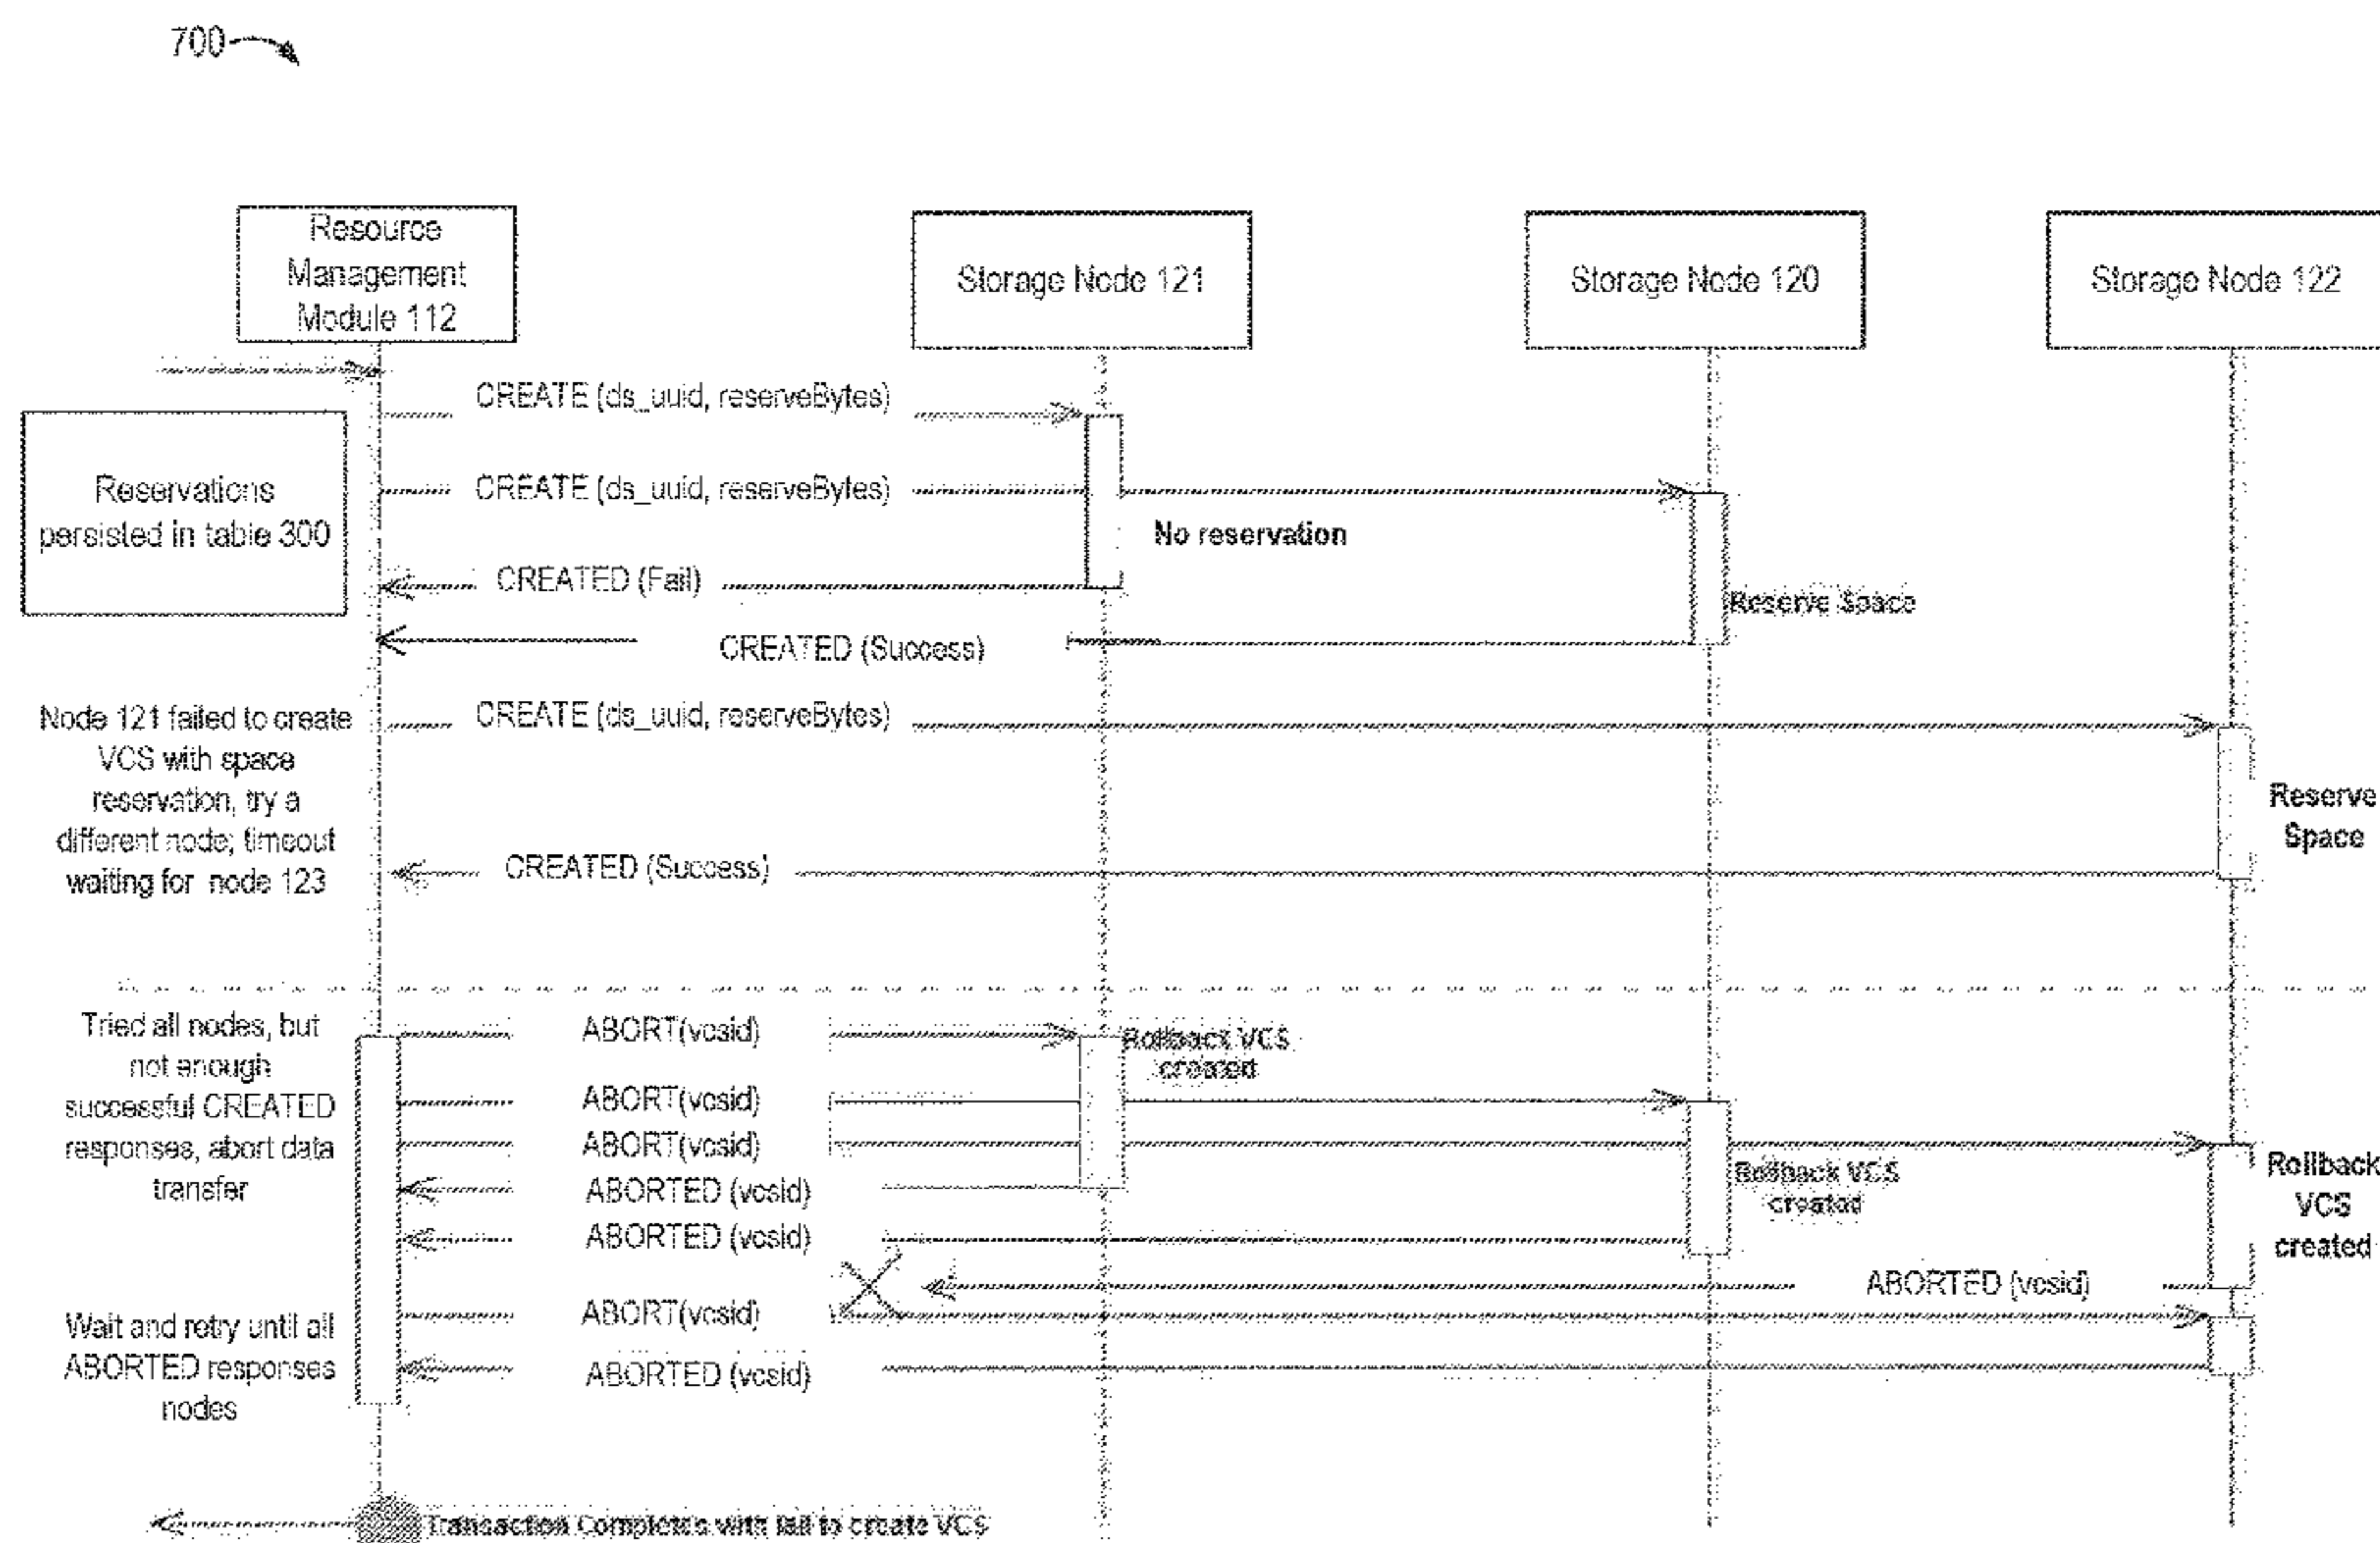 700
Resource
Management
Module 112
Storage Node 121
Storage Node 120
Storage Node 122
CREATE (ds_uuid, reserveBytes)
Reservations
persisted in table 300
CREATE (ds_uuid, reserveBytes)
No reservation
CREATED (Fail)
Reserve Space
CREATED (Success)
Node 121 failed to create
VCS with space
reservation, try a
different node; timeout
waiting for node 123
CREATE (ds_uuid, reserveBytes)
Reserve
Space
CREATED (Success)
Tried all nodes, but
not enough
successful CREATED
responses, abort data
transfer
ABORT(vcsid)
Rollback VCS
created
ABORT(vcsid)
ABORT(vcsid)
Rollback VCS
created
Rollback
VCS
created
ABORTED (vcsid)
ABORTED (vcsid)
ABORTED (vcsid)
Wait and retry until all
ABORTED responses
nodes
ABORT(vcsid)
ABORTED (vcsid)
Transaction Completes with fail to create VCS